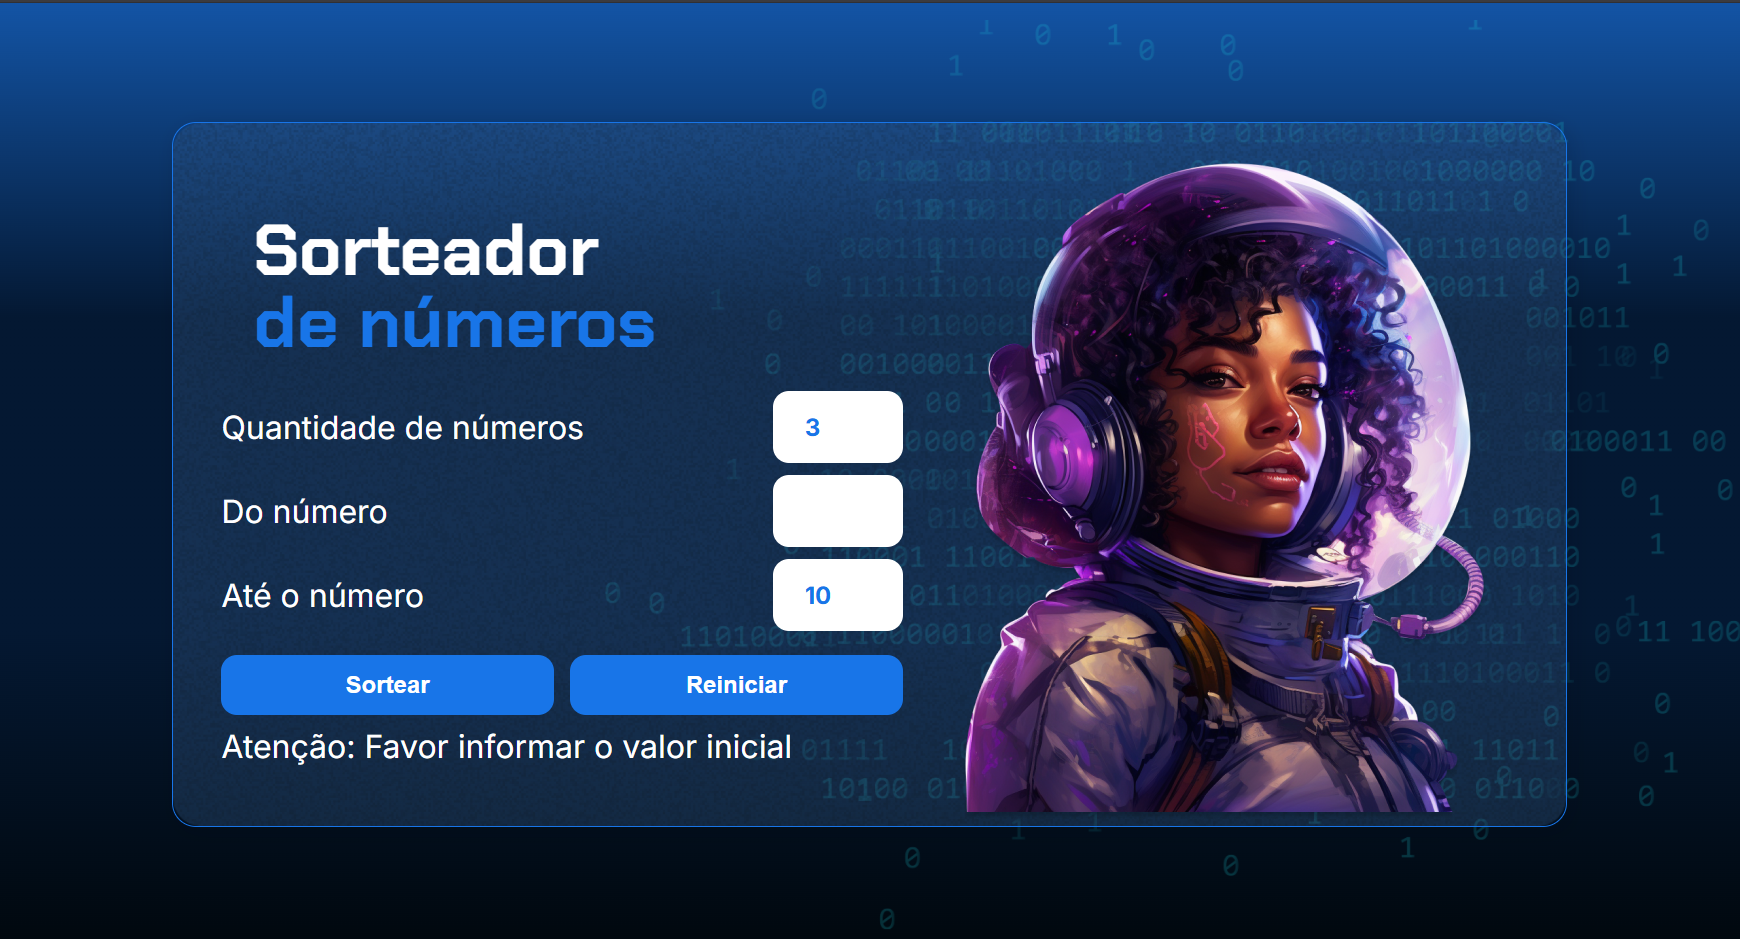 Sorteador
de números
Quantidade de números 3
Do número
Até o número 10
Sortear Reiniciar
Atenção: Favor informar o valor inicial